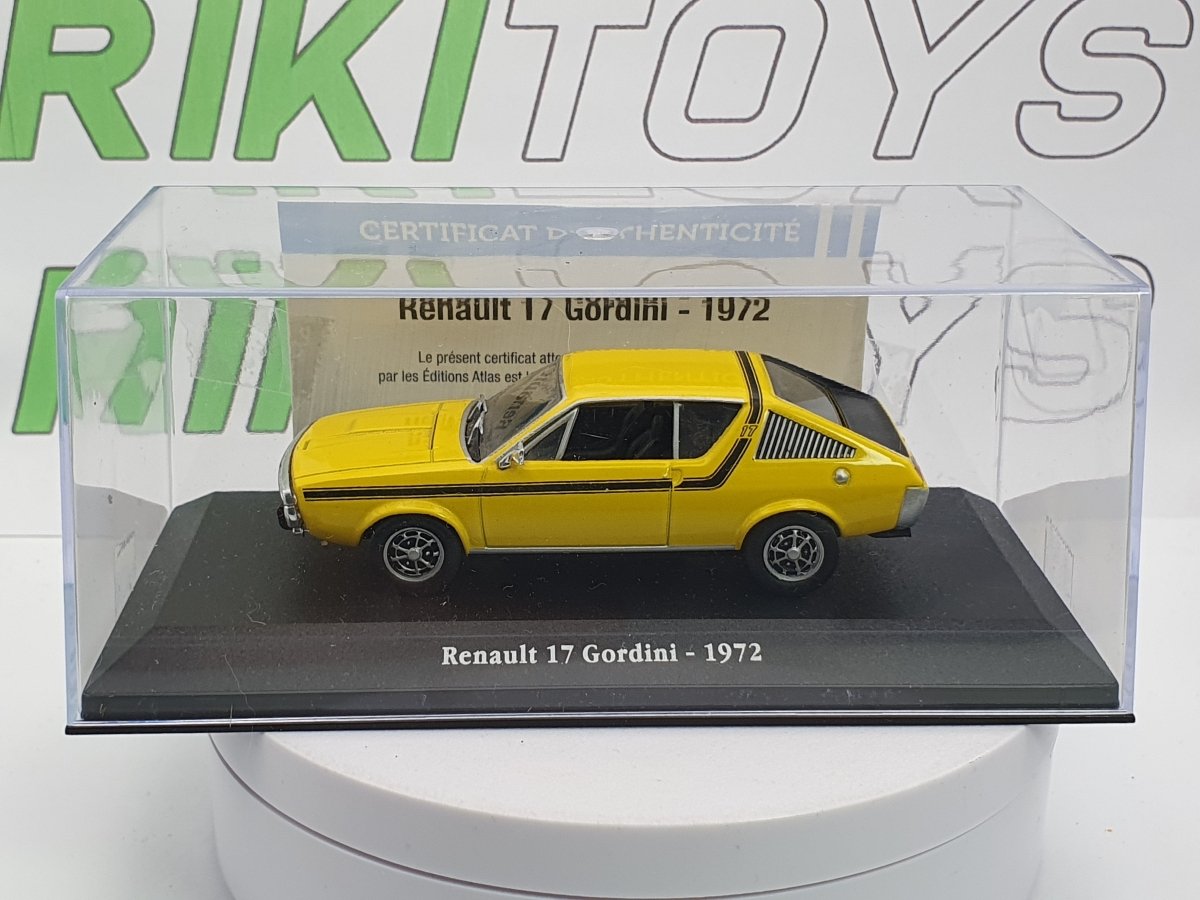 RIKITOYS
CERTIFICAT D'AUTHENTICITÉ
Renault 17 Gordini - 1972
Le présent certificat atte
par les Éditions Atlas est
17
Renault 17 Gordini - 1972